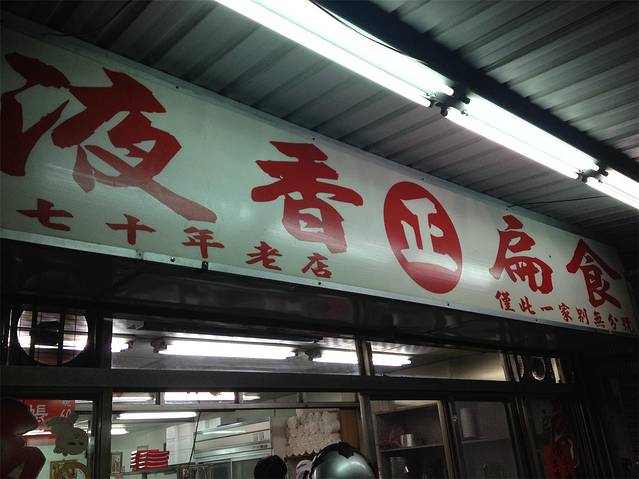 液香 正 扁食
七十年老店
僅此一家別無分號